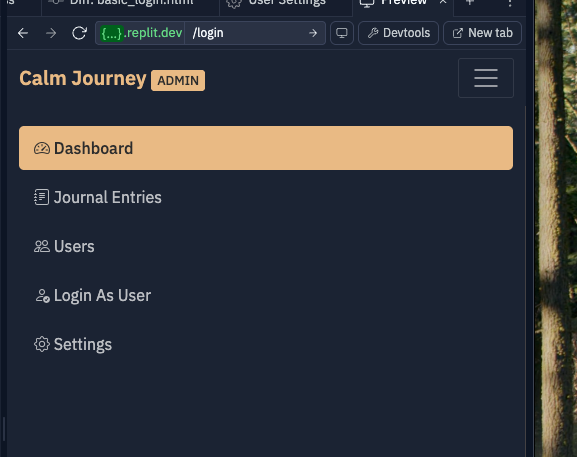 Diff: basic_login.html User Settings Preview
{...}.replit.dev /login Devtools New tab
Calm Journey ADMIN
Dashboard
Journal Entries
Users
Login As User
Settings